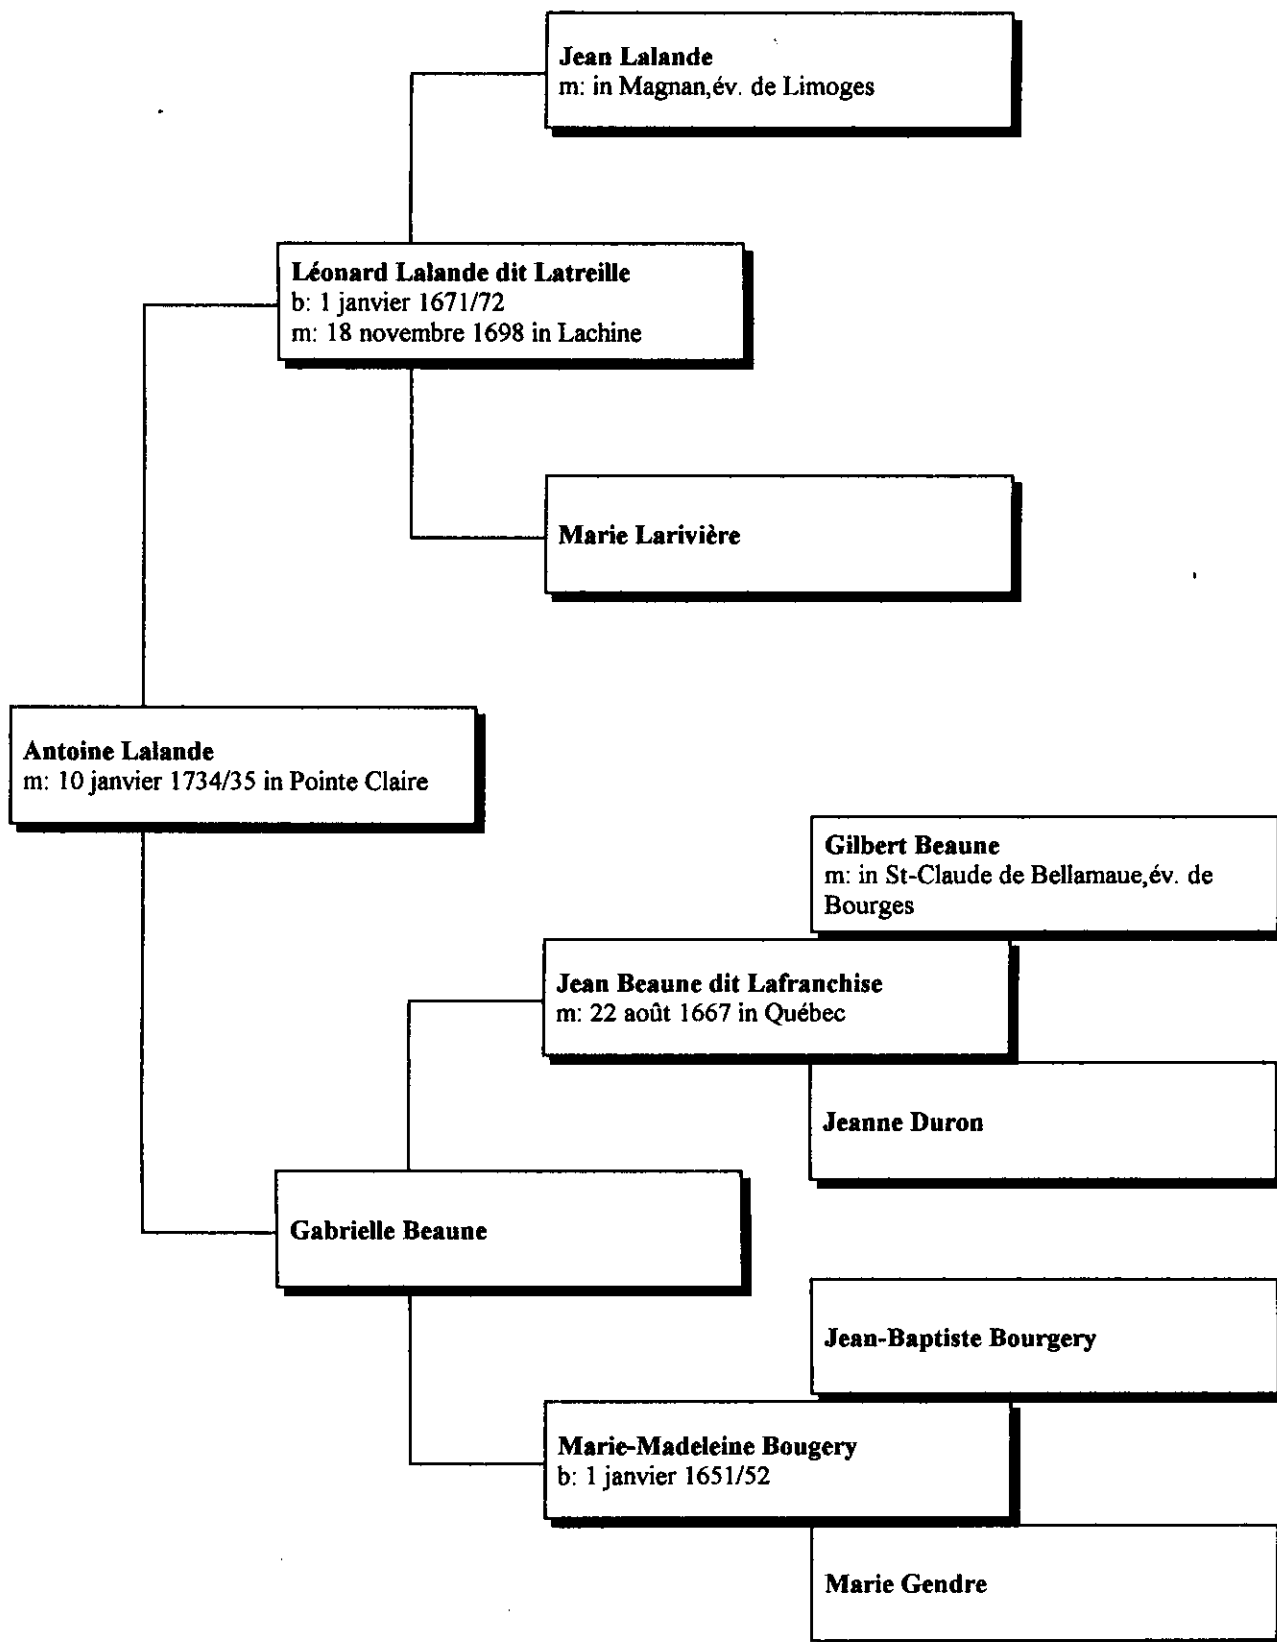 Jean Lalande
m: in Magnan,év. de Limoges
Léonard Lalande dit Latreille
b: 1 janvier 1671/72
m: 18 novembre 1698 in Lachine
Marie Larivière
Antoine Lalande
m: 10 janvier 1734/35 in Pointe Claire
Gilbert Beaune
m: in St-Claude de Bellamaue,év. de
Bourges
Jean Beaune dit Lafranchise
m: 22 août 1667 in Québec
Jeanne Duron
Gabrielle Beaune
Jean-Baptiste Bourgery
Marie-Madeleine Bougery
b: 1 janvier 1651/52
Marie Gendre